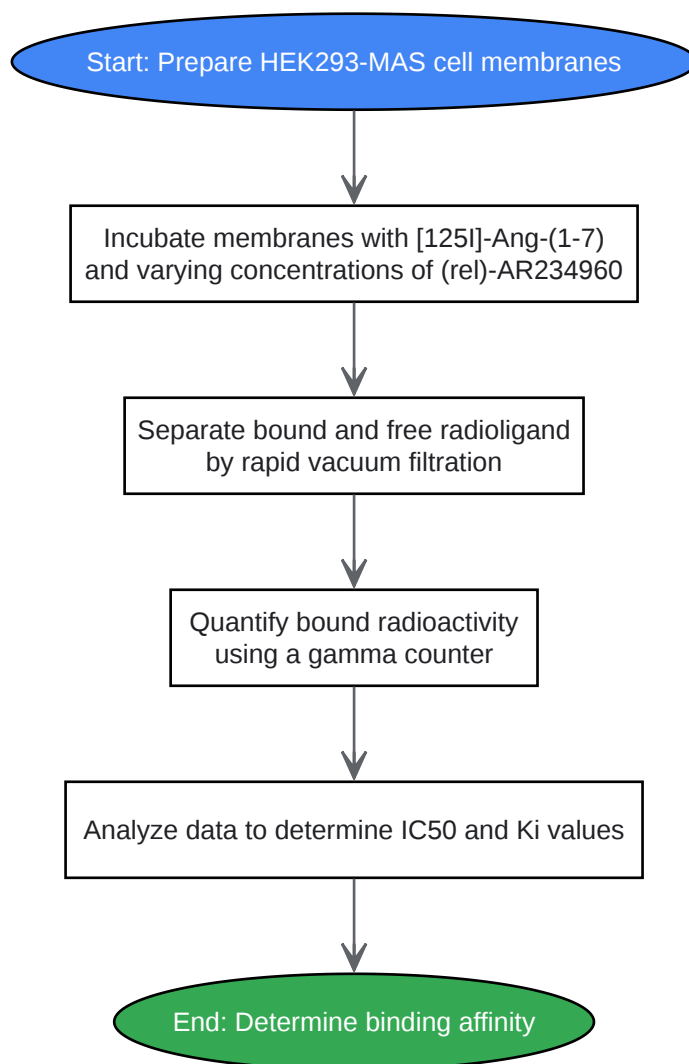 Start: Prepare HEK293-MAS cell membranes
Incubate membranes with [125I]-Ang-(1-7)
and varying concentrations of (rel)-AR234960
Separate bound and free radioligand
by rapid vacuum filtration
Quantify bound radioactivity
using a gamma counter
Analyze data to determine IC50 and Ki values
End: Determine binding affinity